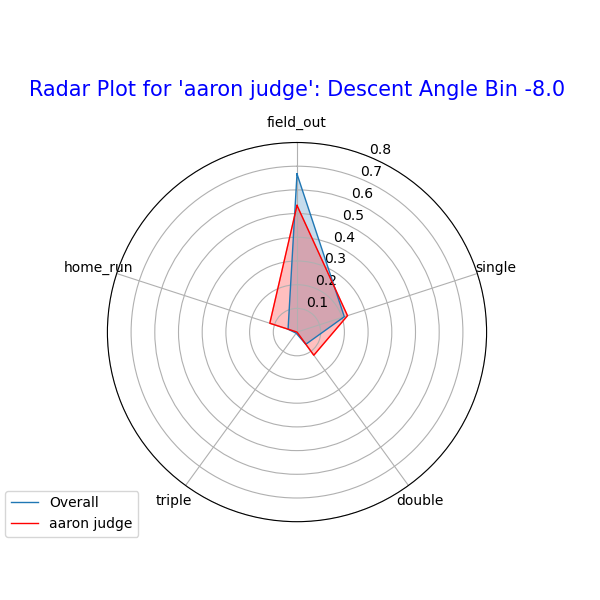 Radar Plot for 'aaron judge': Descent Angle Bin -8.0
field_out
0.8
0.7
0.6
0.5
0.4
0.3
0.2
0.1
home_run
single
triple
double
Overall
aaron judge